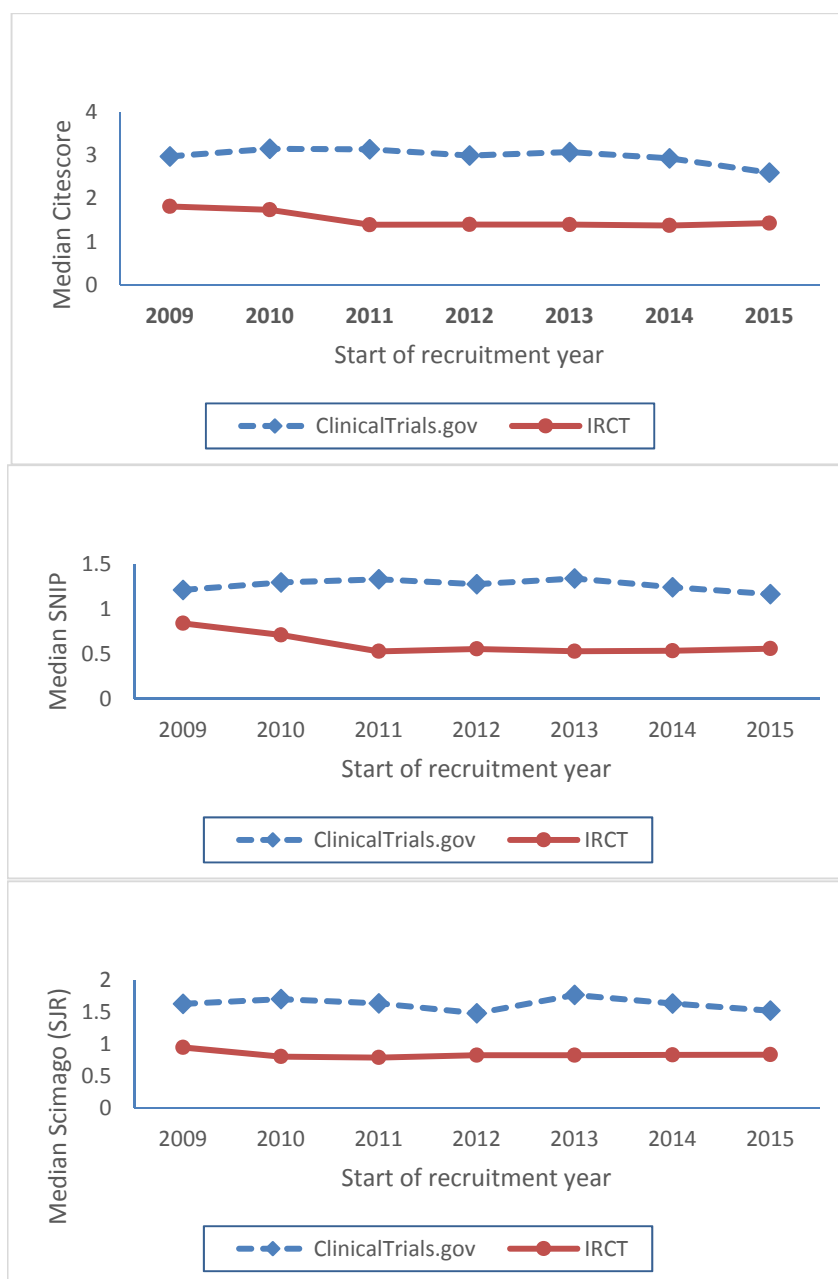 Median Citescore
4
3
2
1
0
2009 2010 2011 2012 2013 2014 2015
Start of recruitment year
ClinicalTrials.gov IRCT
Median SNIP
1.5
1
0.5
0
2009 2010 2011 2012 2013 2014 2015
Start of recruitment year
ClinicalTrials.gov IRCT
Median Scimago (SJR)
2
1.5
1
0.5
0
2009 2010 2011 2012 2013 2014 2015
Start of recruitment year
ClinicalTrials.gov IRCT